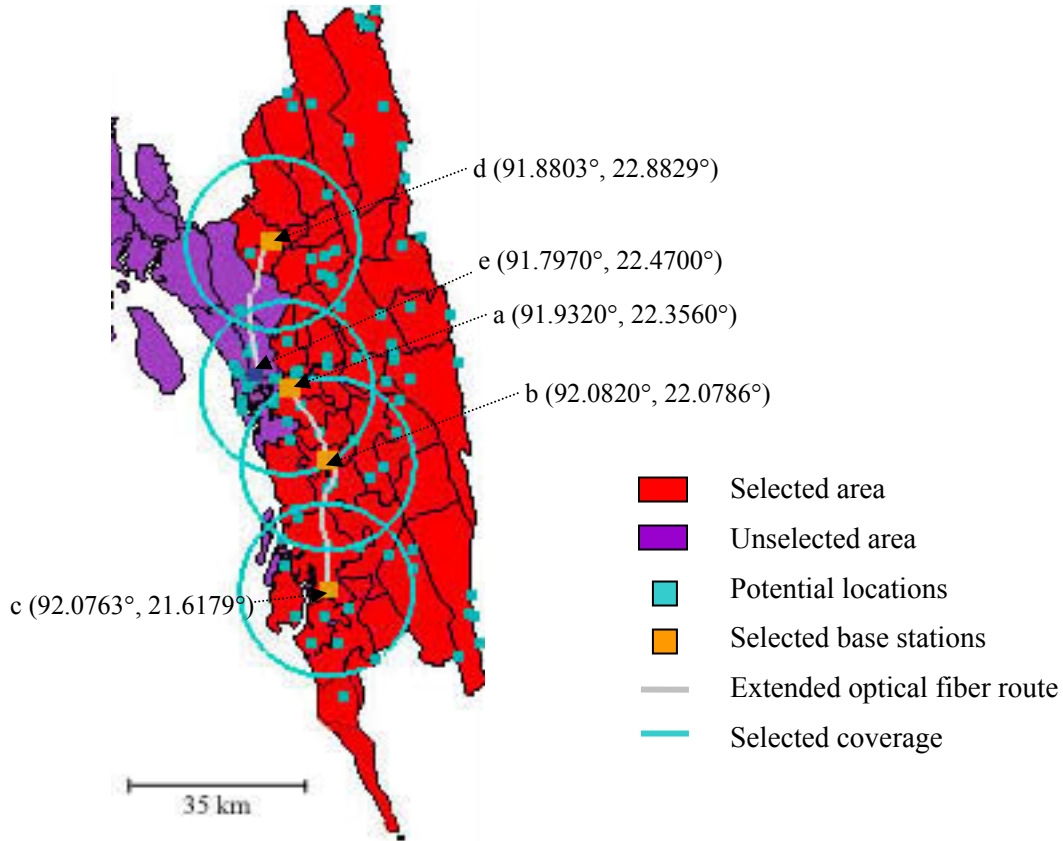 d (91.8803°, 22.8829°)
e (91.7970°, 22.4700°)
a (91.9320°, 22.3560°)
b (92.0820°, 22.0786°)
Selected area
Unselected area
Potential locations
c (92.0763°, 21.6179°)
Selected base stations
Extended optical fiber route
Selected coverage
35 km